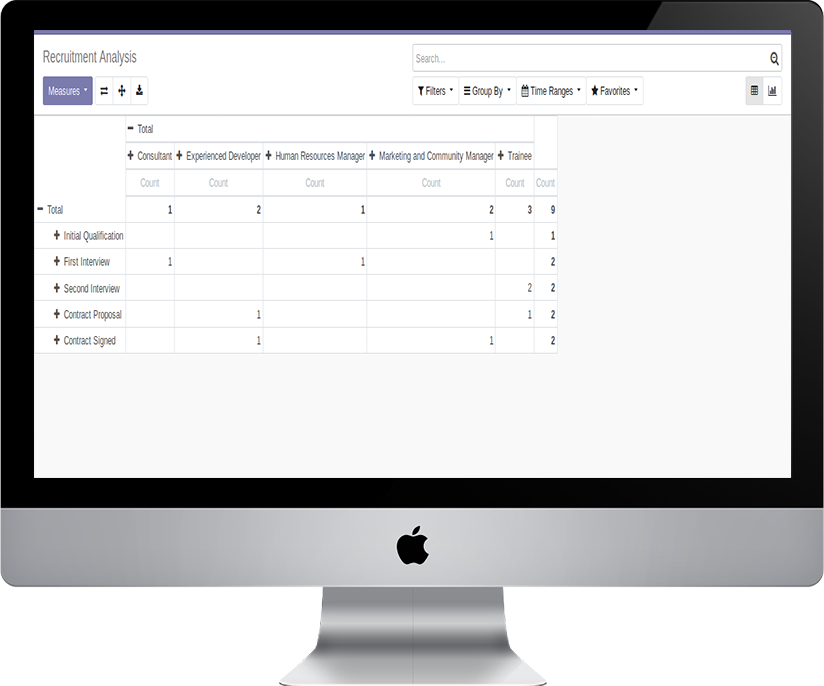 Recruitment Analysis
Search...
Measures
Filters Group By Time Ranges Favorites
Total
Consultant Experienced Developer Human Resources Manager Marketing and Community Manager Trainee
Count Count Count Count Count Count
Total 1 2 1 2 3 9
Initial Qualification 1 1
First Interview 1 1 2
Second Interview 2 2
Contract Proposal 1 1 2
Contract Signed 1 1 2